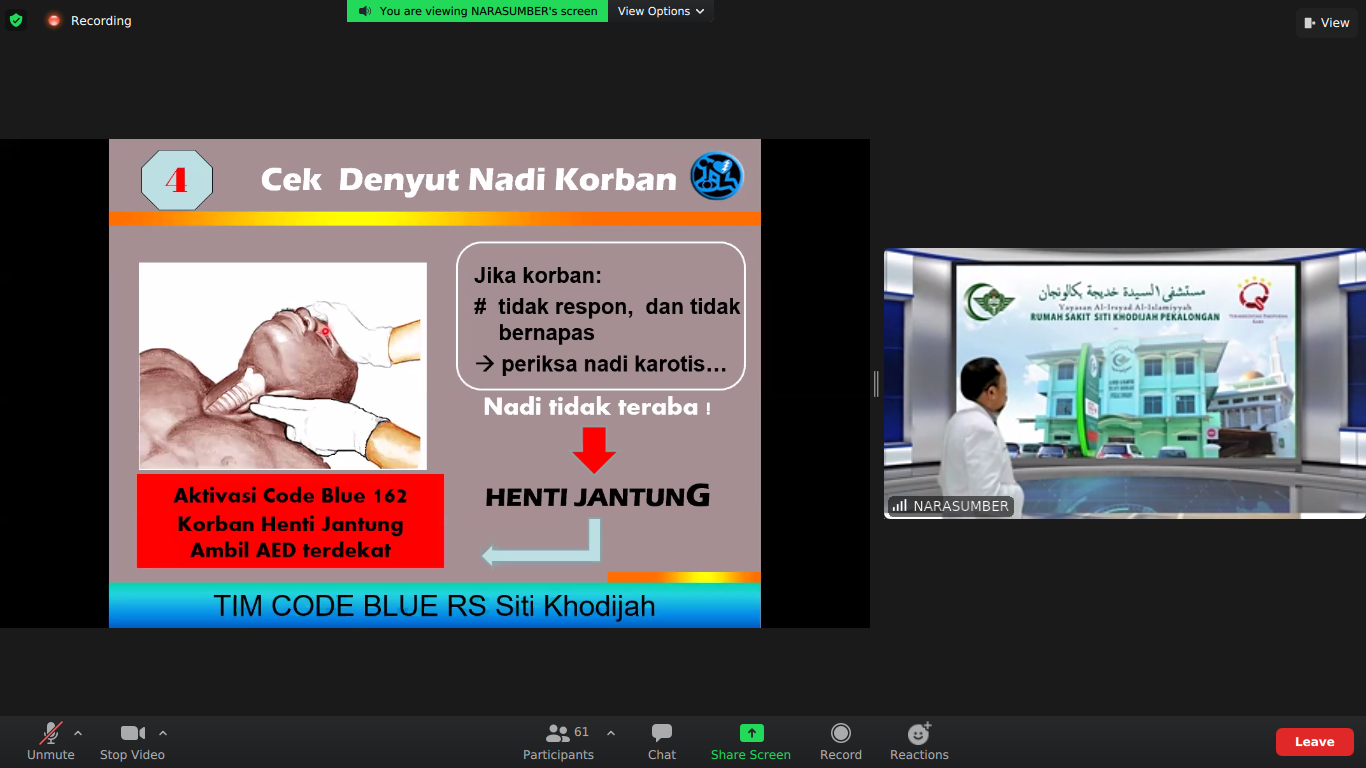 Recording
You are viewing NARASUMBER's screen
View Options
View
4
Cek Denyut Nadi Korban
Jika korban:
# tidak respon, dan tidak
bernapas
→ periksa nadi karotis...
Nadi tidak teraba !
HENTI JANTUNG
Aktivasi Code Blue 162
Korban Henti Jantung
Ambil AED terdekat
TIM CODE BLUE RS Siti Khodijah
مستشفى السيدة خديجة بكالونجان
Yayasan Al-Irsyad Al-Islamiyyah
RUMAH SAKIT SITI KHODIJAH PEKALONGAN
NARASUMBER
Unmute
Stop Video
61
Participants
Chat
Share Screen
Record
Reactions
Leave